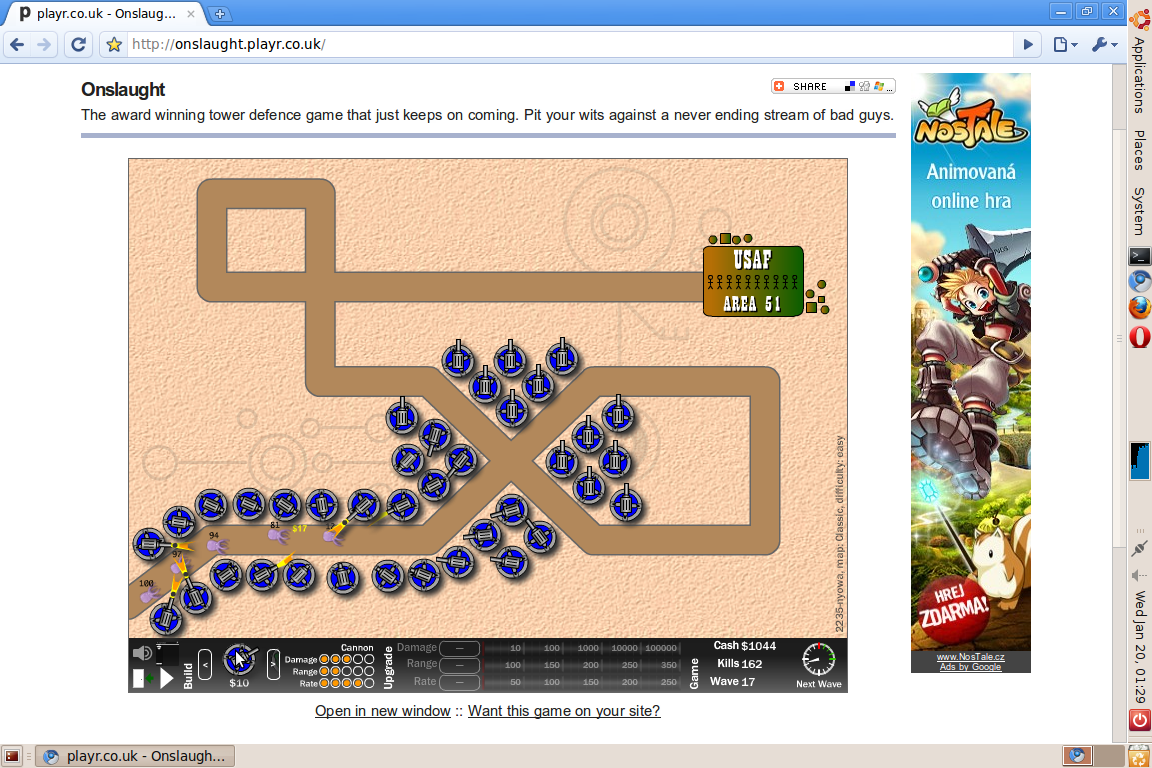 playr.co.uk - Onslaug...
http://onslaught.playr.co.uk/
Applications
Places
System
Onslaught
SHARE
The award winning tower defence game that just keeps on coming. Pit your wits against a never ending stream of bad guys.
NosTale
Animovaná
online hra
USAF
AREA 51
81
$17
94
97
100
2235-nyowa, map: Classic, difficulty: easy
HREJ
ZDARMA!
www.NosTale.cz
Ads by Google
Build
<
$10
>
Cannon
Damage
Range
Rate
Upgrade
Damage — 10 100 1000 10000 100000
Range — 100 150 200 250 250
Rate — 50 100 150 200 250
Game
Cash $1044
Kills 162
Wave 17
Next Wave
Open in new window :: Want this game on your site?
Wed Jan 20, 01:29
playr.co.uk - Onslaugh...